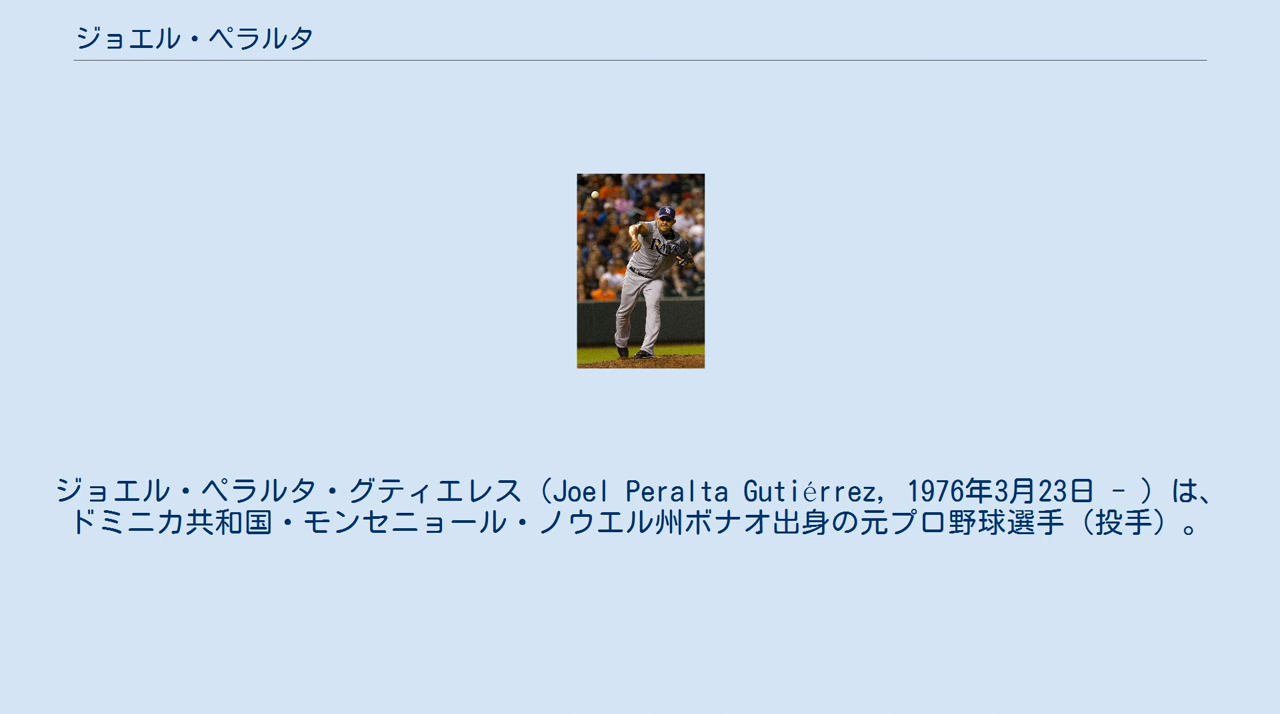 ジョエル・ペラルタ
ジョエル・ペラルタ・グティエレス（Joel Peralta Gutiérrez, 1976年3月23日 - ）は、
ドミニカ共和国・モンセニョール・ノウエル州ボナオ出身の元プロ野球選手（投手）。